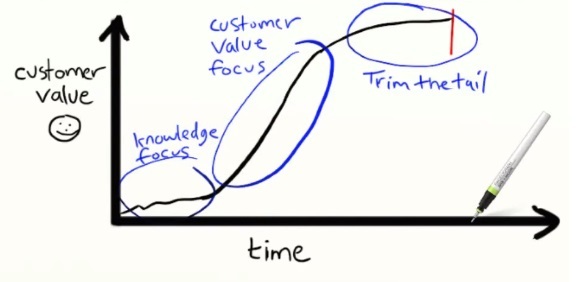 customer
value
focus
Trim the tail
customer
value
knowledge
focus
time